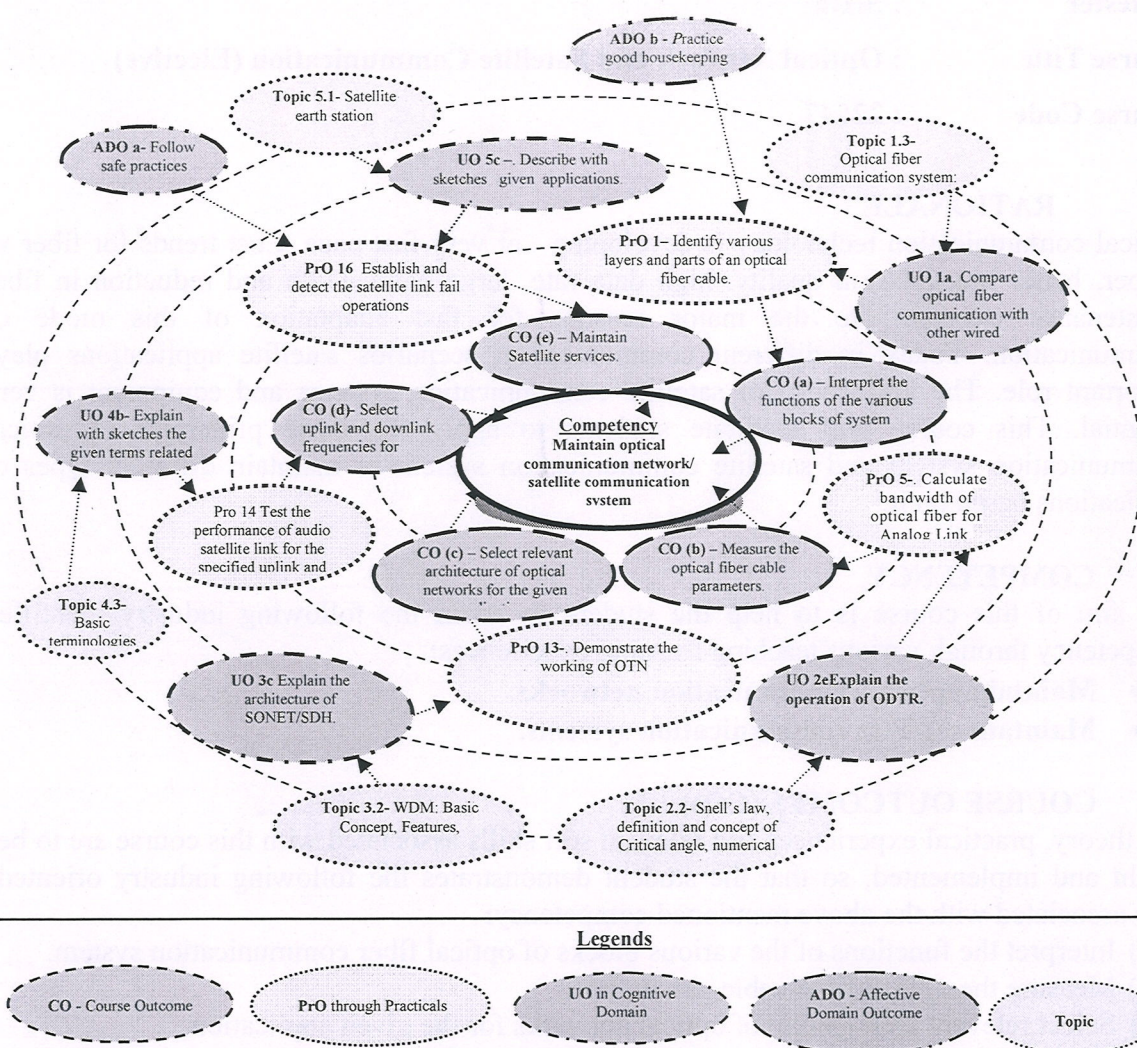 ADO b - Practice
good housekeeping
Topic 5.1- Satellite
earth station
Topic 1.3-
Optical fiber
communication system:
ADO a- Follow
safe practices
UO 5c –. Describe with
sketches given applications
PrO 1 – Identify various
layers and parts of an optical
fiber cable.
PrO 16 Establish and
detect the satellite link fail
operations
UO 1a. Compare
optical fiber
communication with
other wired
CO (e) – Maintain
Satellite services.
CO (a) – Interpret the
functions of the various
blocks of system
UO 4b- Explain
with sketches the
given terms related
CO (d)- Select
uplink and downlink
frequencies for
Competency
Maintain optical
communication network/
satellite communication
system
PrO 5-. Calculate
bandwidth of
optical fiber for
Analog Link
Pro 14 Test the
performance of audio
satellite link for the
specified unlink and
CO (c) – Select relevant
architecture of optical
networks for the given
CO (b) – Measure the
optical fiber cable
parameters.
Topic 4.3-
Basic
terminologies
PrO 13- Demonstrate the
working of OTN
UO 3c Explain the
architecture of
SONET/SDH.
UO 2eExplain the
operation of ODTR.
Topic 3.2- WDM: Basic
Concept, Features,
Topic 2.2- Snell’s law,
definition and concept of
Critical angle, numerical
Legends
CO - Course Outcome
PrO through Practicals
UO in Cognitive
Domain
ADO - Affective
Domain Outcome
Topic